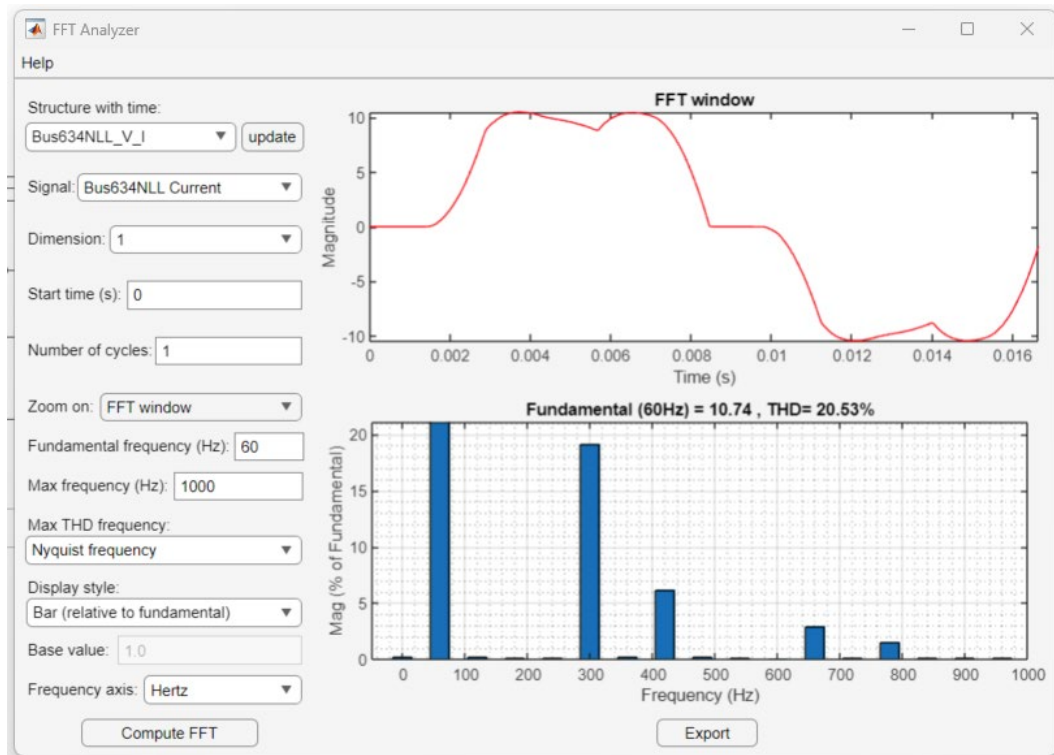 FFT Analyzer
Help
Structure with time:
Bus634NLL_V_I
update
Signal: Bus634NLL Current
Dimension: 1
Start time (s): 0
Number of cycles: 1
Zoom on: FFT window
Fundamental frequency (Hz): 60
Max frequency (Hz): 1000
Max THD frequency:
Nyquist frequency
Display style:
Bar (relative to fundamental)
Base value: 1.0
Frequency axis: Hertz
Compute FFT
FFT window
Magnitude
10
5
0
-5
-10
0 0.002 0.004 0.006 0.008 0.01 0.012 0.014 0.016
Time (s)
Fundamental (60Hz) = 10.74 , THD= 20.53%
Mag (% of Fundamental)
20
15
10
5
0
0 100 200 300 400 500 600 700 800 900 1000
Frequency (Hz)
Export